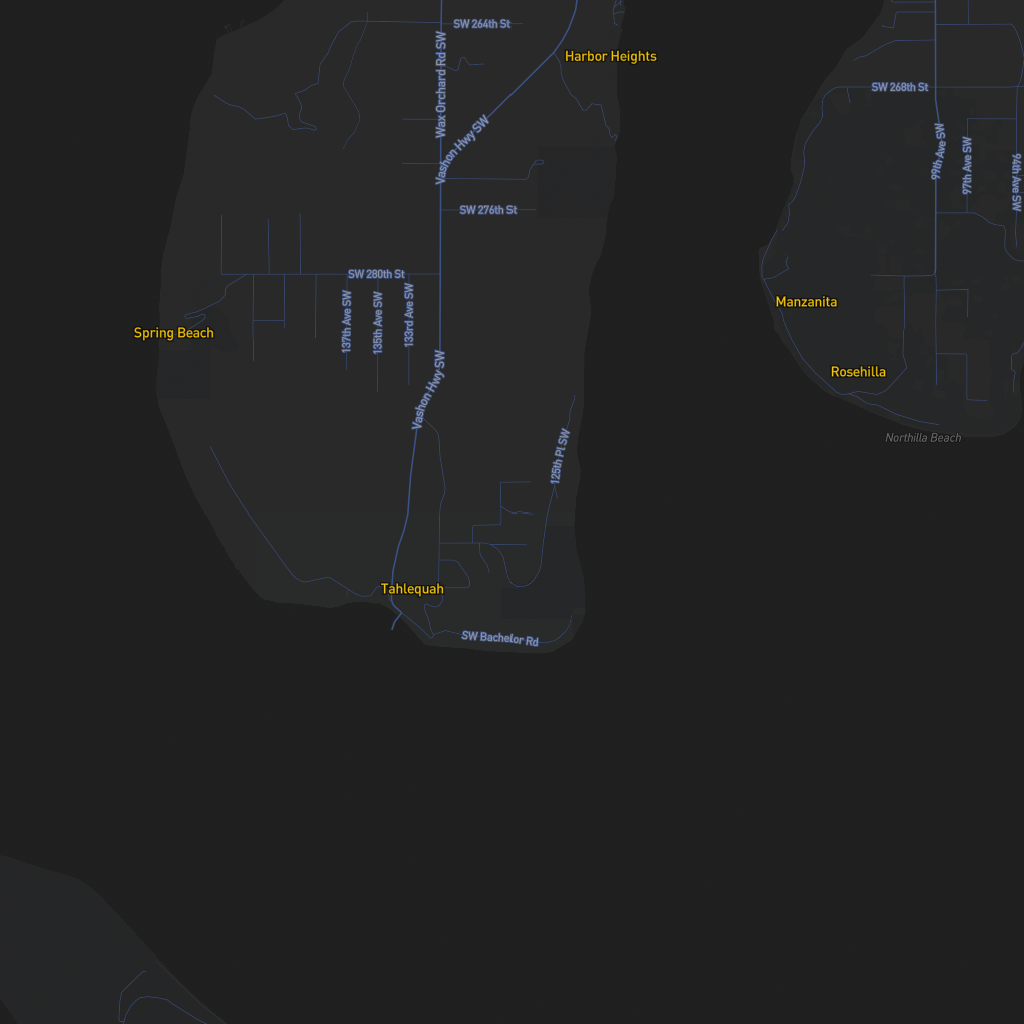 SW 264th St
Wax Orchard Rd SW
Harbor Heights
SW 268th St
Vashon Hwy SW
99th Ave SW
97th Ave SW
94th Ave SW
SW 276th St
SW 280th St
137th Ave SW
135th Ave SW
133rd Ave SW
Manzanita
Spring Beach
Rosehilla
Vashon Hwy SW
Northilla Beach
125th Pl SW
Tahlequah
SW Bachelor Rd